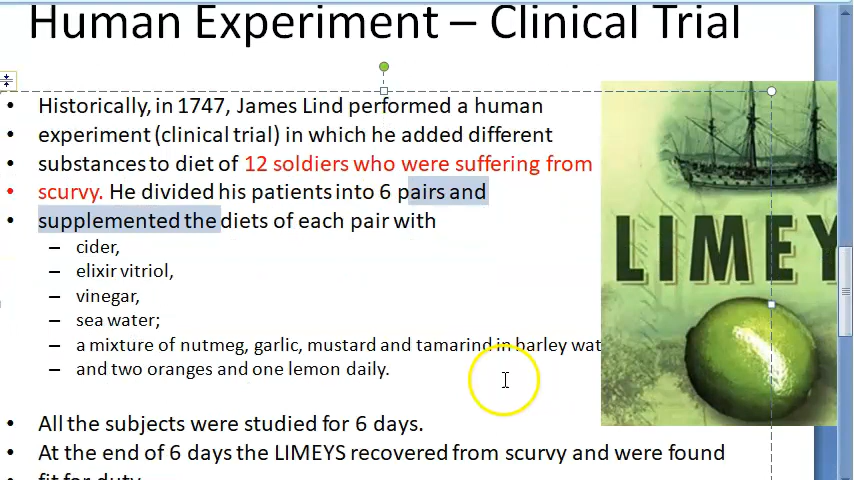 Human Experiment – Clinical Trial
• Historically, in 1747, James Lind performed a human
• experiment (clinical trial) in which he added different
• substances to diet of 12 soldiers who were suffering from
• scurvy. He divided his patients into 6 pairs and
• supplemented the diets of each pair with
– cider,
– elixir vitriol,
– vinegar,
– sea water;
– a mixture of nutmeg, garlic, mustard and tamarind in barley wat
– and two oranges and one lemon daily.
LIMEY
• All the subjects were studied for 6 days.
• At the end of 6 days the LIMEYS recovered from scurvy and were found
• fit for duty